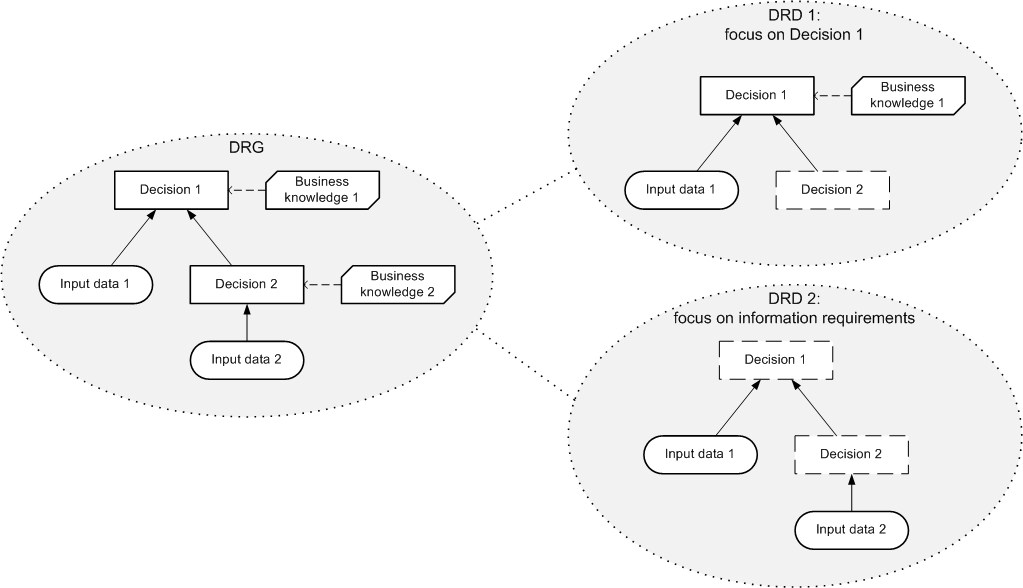 DRG
Decision 1
Business
knowledge 1
Input data 1
Decision 2
Business
knowledge 2
Input data 2
DRD 1:
focus on Decision 1
Decision 1
Business
knowledge 1
Input data 1
Decision 2
DRD 2:
focus on information requirements
Decision 1
Input data 1
Decision 2
Input data 2